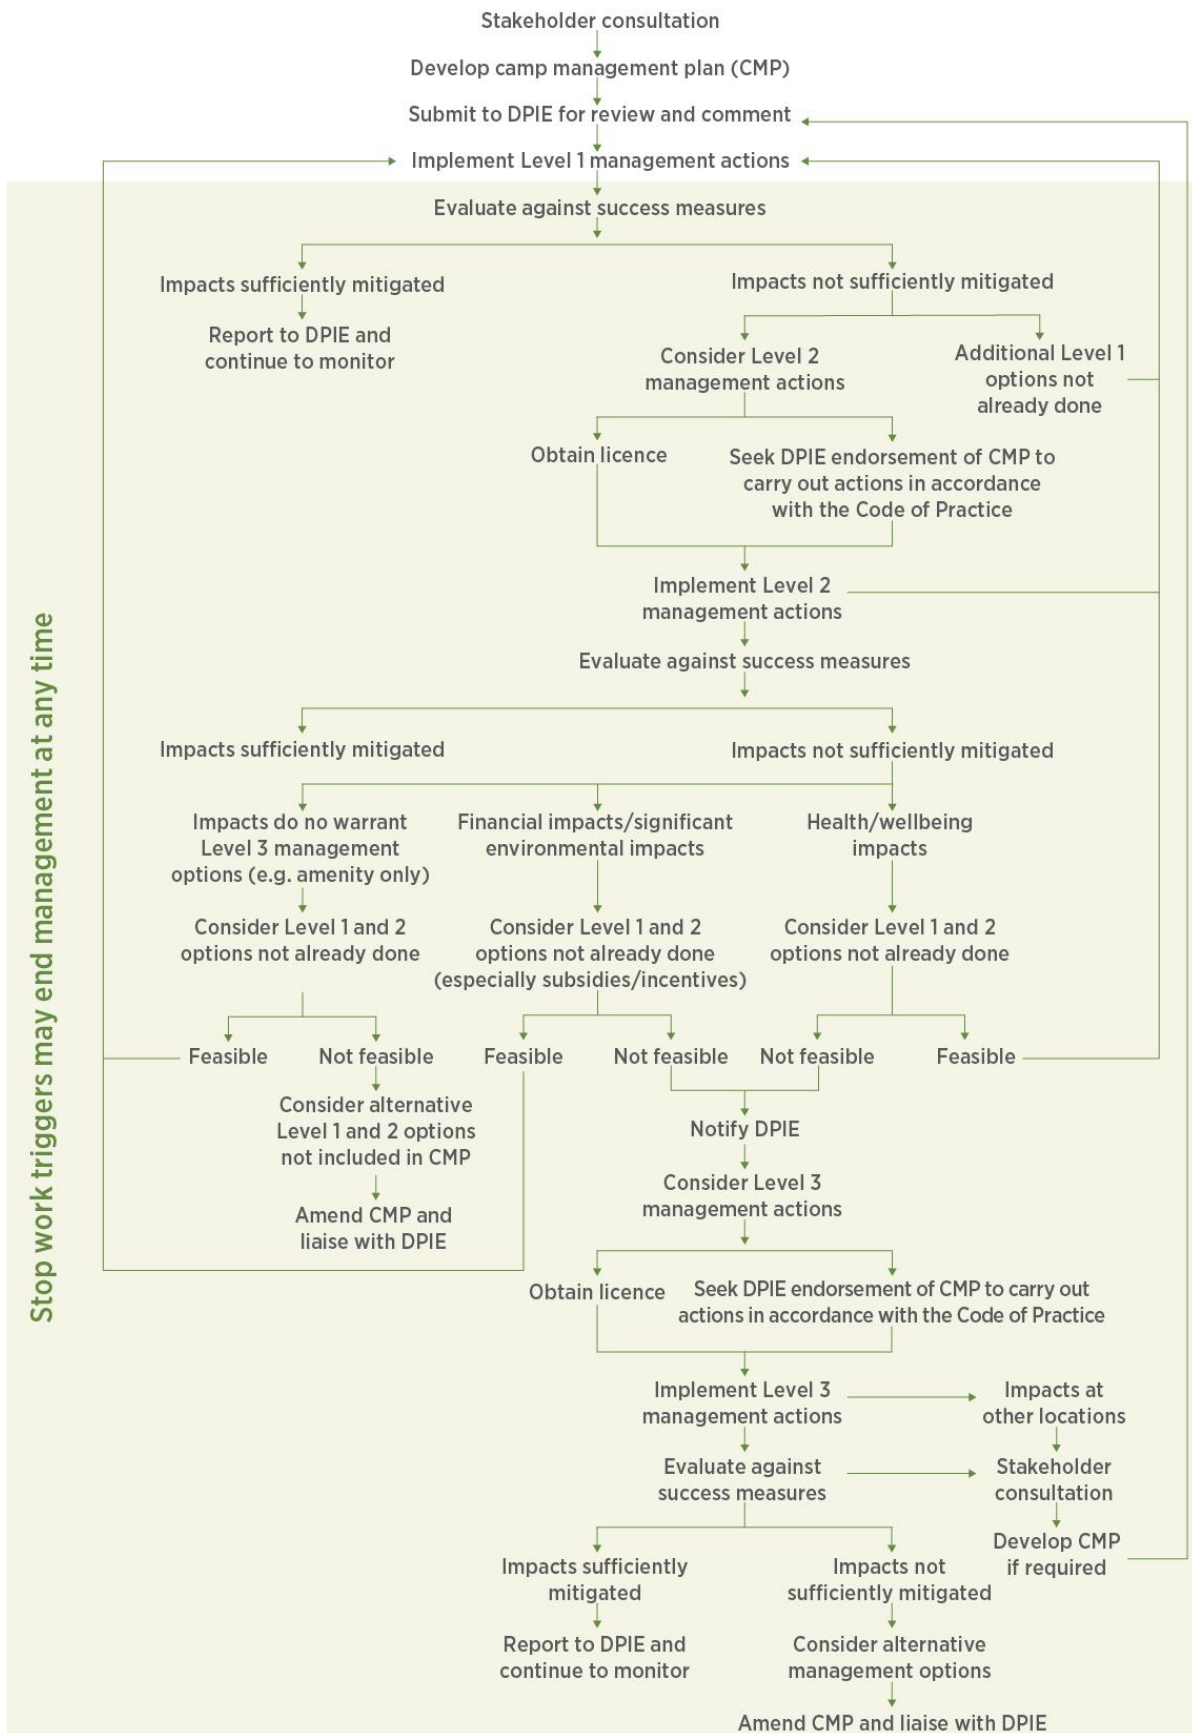 Stakeholder consultation
Develop camp management plan (CMP)
Submit to DPIE for review and comment
Implement Level 1 management actions
Evaluate against success measures
Impacts sufficiently mitigated
Report to DPIE and
continue to monitor
Impacts not sufficiently mitigated
Consider Level 2
management actions
Additional Level 1
options not
already done
Obtain licence
Seek DPIE endorsement of CMP to
carry out actions in accordance
with the Code of Practice
Implement Level 2
management actions
Evaluate against success measures
Impacts sufficiently mitigated
Impacts not sufficiently mitigated
Impacts do no warrant
Level 3 management
options (e.g. amenity only)
Financial impacts/significant
environmental impacts
Health/wellbeing
impacts
Consider Level 1 and 2
options not already done
Consider Level 1 and 2
options not already done
(especially subsidies/incentives)
Consider Level 1 and 2
options not already done
Feasible
Not feasible
Feasible
Not feasible
Not feasible
Feasible
Consider alternative
Level 1 and 2 options
not included in CMP
Amend CMP and
liaise with DPIE
Notify DPIE
Consider Level 3
management actions
Obtain licence
Seek DPIE endorsement of CMP to carry out
actions in accordance with the Code of Practice
Implement Level 3
management actions
Impacts at
other locations
Evaluate against
success measures
Stakeholder
consultation
Develop CMP
if required
Impacts sufficiently
mitigated
Impacts not
sufficiently mitigated
Report to DPIE and
continue to monitor
Consider alternative
management options
Amend CMP and liaise with DPIE
Stop work triggers may end management at any time